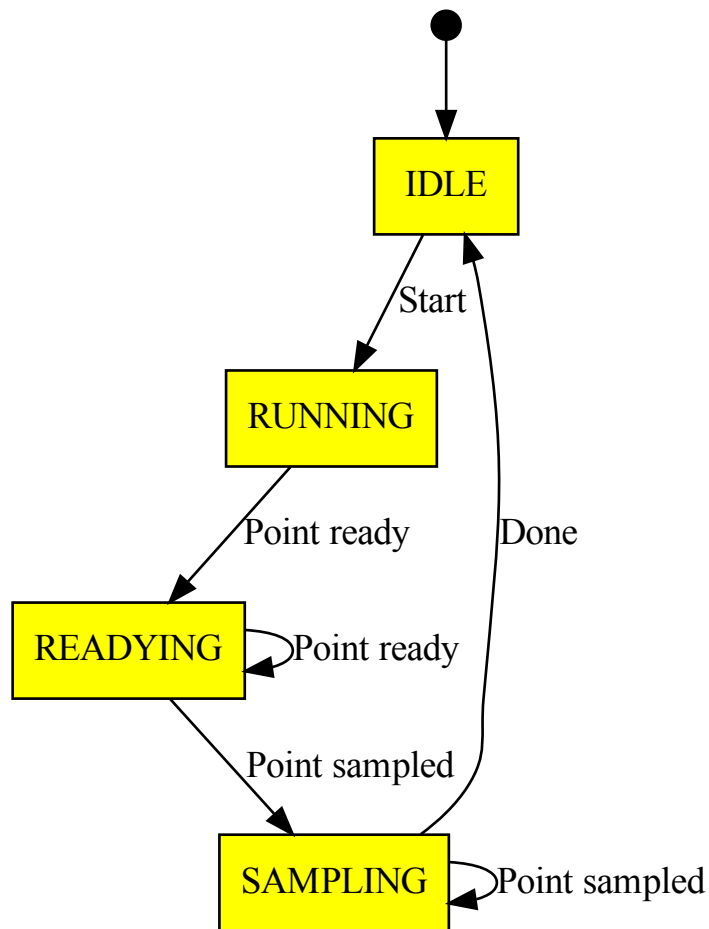 IDLE
Start
RUNNING
Point ready
Done
READYING
Point ready
Point sampled
SAMPLING
Point sampled